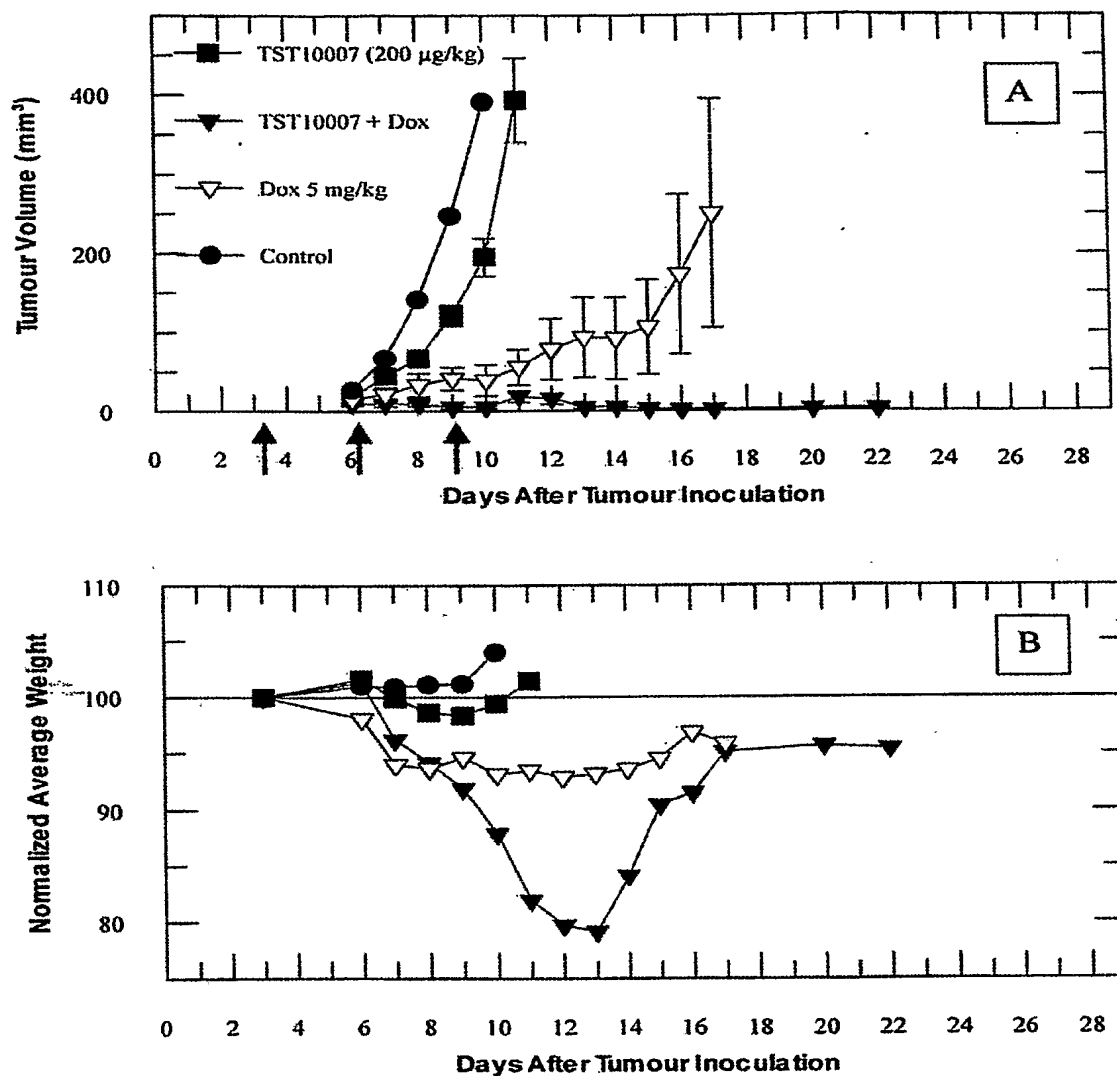 A
TST10007 (200 µg/kg)
TST10007 + Dox
Dox 5 mg/kg
Control
Tumour Volume (mm³)
400
200
0
0 2 4 6 8 10 12 14 16 18 20 22 24 26 28
Days After Tumour Inoculation
B
Normalized Average Weight
110
100
90
80
0 2 4 6 8 10 12 14 16 18 20 22 24 26 28
Days After Tumour Inoculation